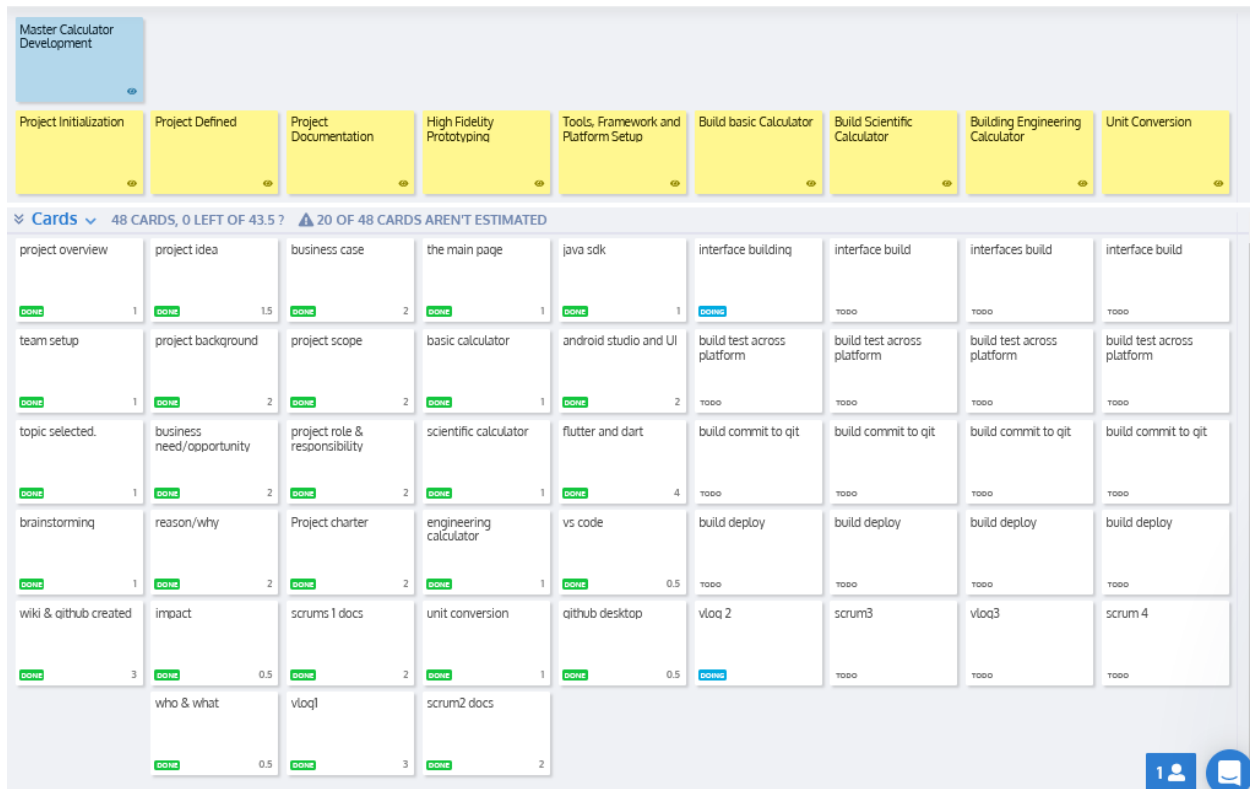 Master Calculator
Development
Project Initialization
Project Defined
Project
Documentation
High Fidelity
Prototyping
Tools, Framework and
Platform Setup
Build basic Calculator
Build Scientific
Calculator
Building Engineering
Calculator
Unit Conversion
Cards 48 CARDS, 0 LEFT OF 43.5 ? 20 OF 48 CARDS AREN'T ESTIMATED
project overview
DONE 1
project idea
DONE 1.5
business case
DONE 2
the main page
DONE 1
java sdk
DONE 1
interface building
DOING
interface build
TODO
interfaces build
TODO
interface build
TODO
team setup
DONE 1
project background
DONE 2
project scope
DONE 2
basic calculator
DONE 1
android studio and UI
DONE 2
build test across
platform
TODO
build test across
platform
TODO
build test across
platform
TODO
build test across
platform
TODO
topic selected.
DONE 1
business
need/opportunity
DONE 2
project role &
responsibility
DONE 2
scientific calculator
DONE 1
flutter and dart
DONE 4
build commit to git
TODO
build commit to git
TODO
build commit to git
TODO
build commit to git
TODO
brainstorming
DONE 1
reason/why
DONE 2
Project charter
DONE 2
engineering
calculator
DONE 1
vs code
DONE 0.5
build deploy
TODO
build deploy
TODO
build deploy
TODO
build deploy
TODO
wiki & github created
DONE 3
impact
DONE 0.5
scrums 1 docs
DONE 2
unit conversion
DONE 1
github desktop
DONE 0.5
vlog 2
DOING
scrum3
TODO
vlog3
TODO
scrum 4
TODO
who & what
DONE 0.5
vlog1
DONE 3
scrum2 docs
DONE 2
1